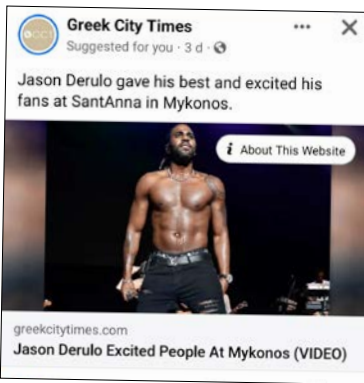 Greek City Times
Suggested for you · 3 d ·
Jason Derulo gave his best and excited his
fans at SantAnna in Mykonos.
i About This Website
greekcitytimes.com
Jason Derulo Excited People At Mykonos (VIDEO)